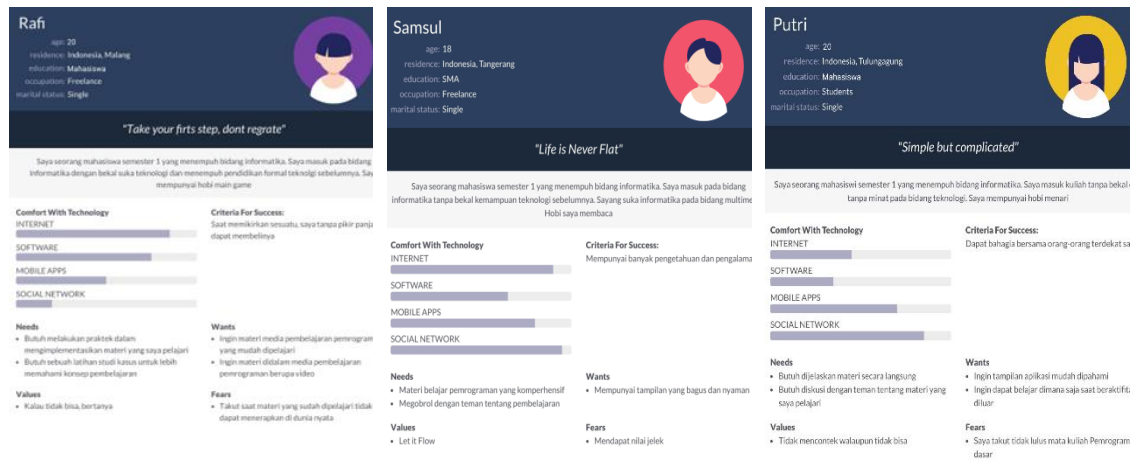 Rafi
age: 20
residence: Indonesia, Malang
education: Mahasiswa
occupation: Freelance
marital status: Single
"Take your firts step, dont regrate"
Saya seorang mahasiswa semester 1 yang menempuh bidang informatika. Saya masuk pada bidang
informatika dengan bekal suka teknologi dan menempuh pendidikan formal teknolgi sebelumnya. Say
mempunyai hobi main game
Comfort With Technology
INTERNET
SOFTWARE
MOBILE APPS
SOCIAL NETWORK
Criteria For Success:
Saat memikirkan sesuatu, saya tanpa pikir panja
dapat membelinya
Needs
• Butuh melakukan praktek dalam
mengimplementasikan materi yang saya pelajari
• Butuh sebuah latihan studi kasus untuk lebih
memahami konsep pembelajaran
Wants
• Ingin materi media pembelajaran pemrogram
yang mudah dipelajari
• Ingin materi didalam media pembelajaran
pemrograman berupa video
Values
• Kalau tidak bisa, bertanya
Fears
• Takut saat materi yang sudah dipelajari tidak
dapat menerapkan di dunia nyata
Samsul
age: 18
residence: Indonesia, Tangerang
education: SMA
occupation: Freelance
marital status: Single
"Life is Never Flat"
Saya seorang mahasiswa semester 1 yang menempuh bidang informatika. Saya masuk pada bidang
informatika tanpa bekal kemampuan teknologi sebelumnya. Sayang suka informatika pada bidang multime
Hobi saya membaca
Comfort With Technology
INTERNET
SOFTWARE
MOBILE APPS
SOCIAL NETWORK
Criteria For Success:
Mempunyai banyak pengetahuan dan pengalama
Needs
• Materi belajar pemrograman yang komperhensif
• Megobrol dengan teman tentang pembelajaran
Wants
• Mempunyai tampilan yang bagus dan nyaman
Values
• Let it Flow
Fears
• Mendapat nilai jelek
Putri
age: 20
residence: Indonesia, Tulungagung
education: Mahasiswa
occupation: Students
marital status: Single
"Simple but complicated"
Saya seorang mahasiswi semester 1 yang menempuh bidang informatika. Saya masuk kuliah tanpa bekal
tanpa minat pada bidang teknologi. Saya mempunyai hobi menari
Comfort With Technology
INTERNET
SOFTWARE
MOBILE APPS
SOCIAL NETWORK
Criteria For Success:
Dapat bahagia bersama orang-orang terdekat sa
Needs
• Butuh dijelaskan materi secara langsung
• Butuh diskusi dengan teman tentang materi yang
saya pelajari
Wants
• Ingin tampilan aplikasi mudah dipahami
• Ingin dapat belajar dimana saja saat beraktifita
diluar
Values
• Tidak mencontek walaupun tidak bisa
Fears
• Saya takut tidak lulus mata kuliah Pemrogram
dasar